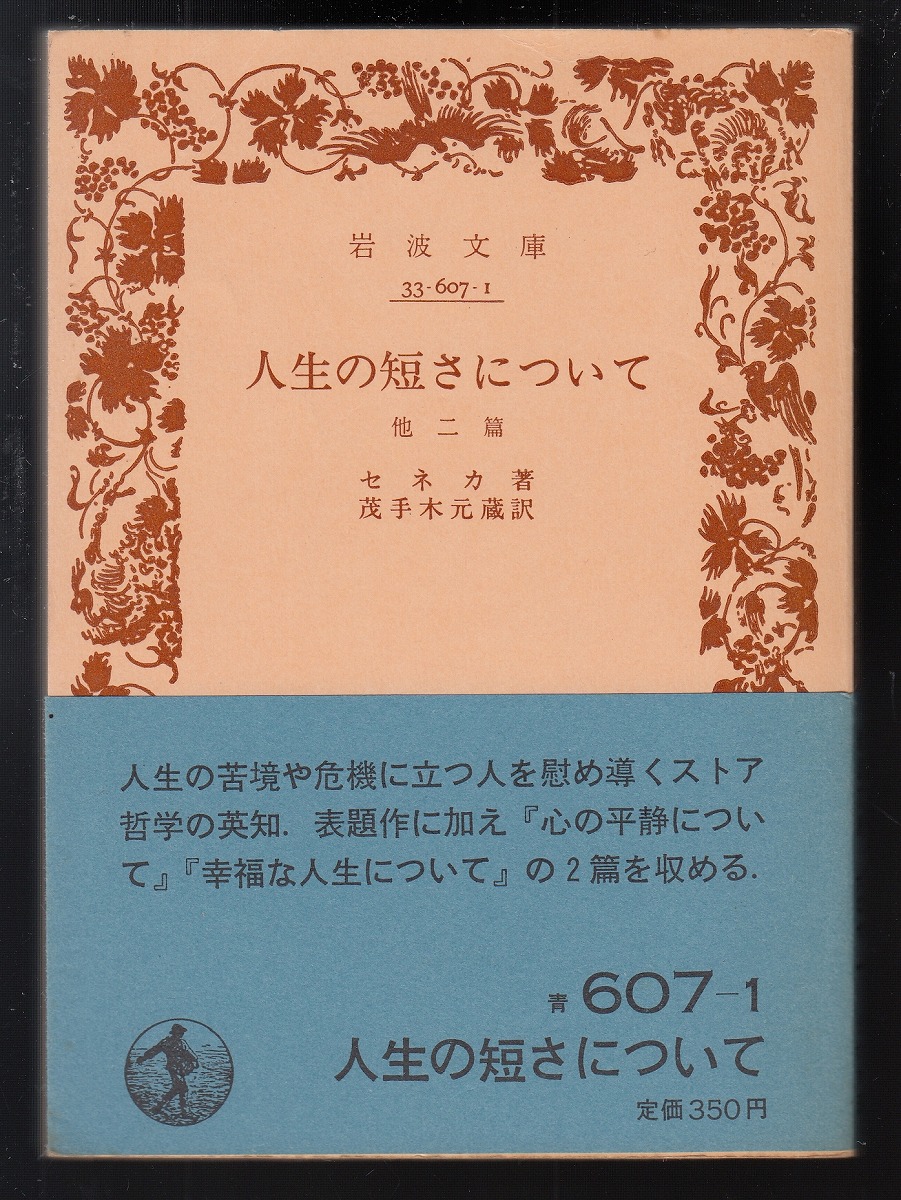 岩波文庫
33-607-1
人生の短さについて
他二篇
セネカ著
茂手木元蔵訳
人生の苦境や危機に立つ人を慰め導くストア
哲学の英知．表題作に加え『心の平静につい
て』『幸福な人生について』の2篇を収める．
青 607-1
人生の短さについて
定価350円